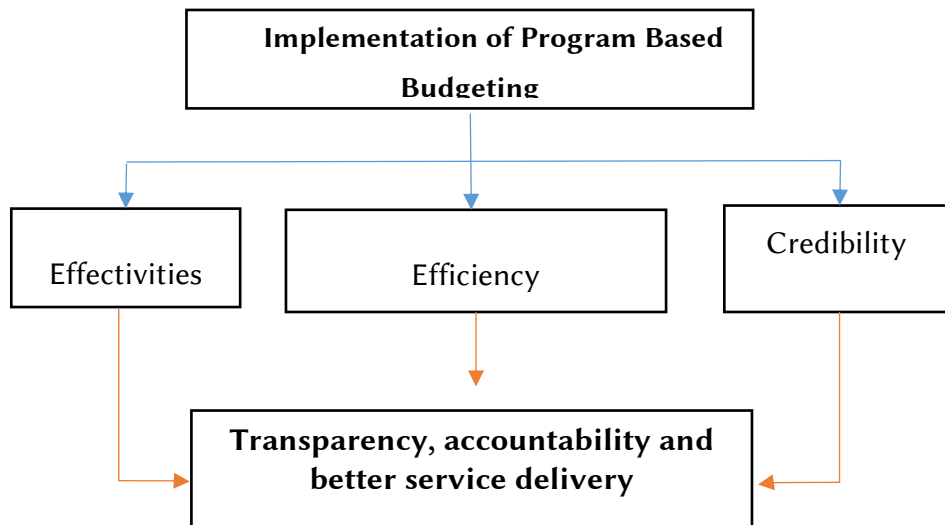 Implementation of Program Based
Budgeting
Effectivities
Efficiency
Credibility
Transparency, accountability and
better service delivery